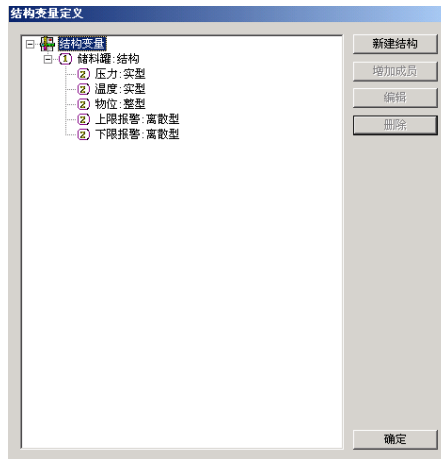 结构变量定义
结构变量
新建结构
① 储料罐:结构
增加成员
② 压力:实型
② 温度:实型
编辑
② 物位:整型
② 上限报警:离散型
删除
② 下限报警:离散型
确定